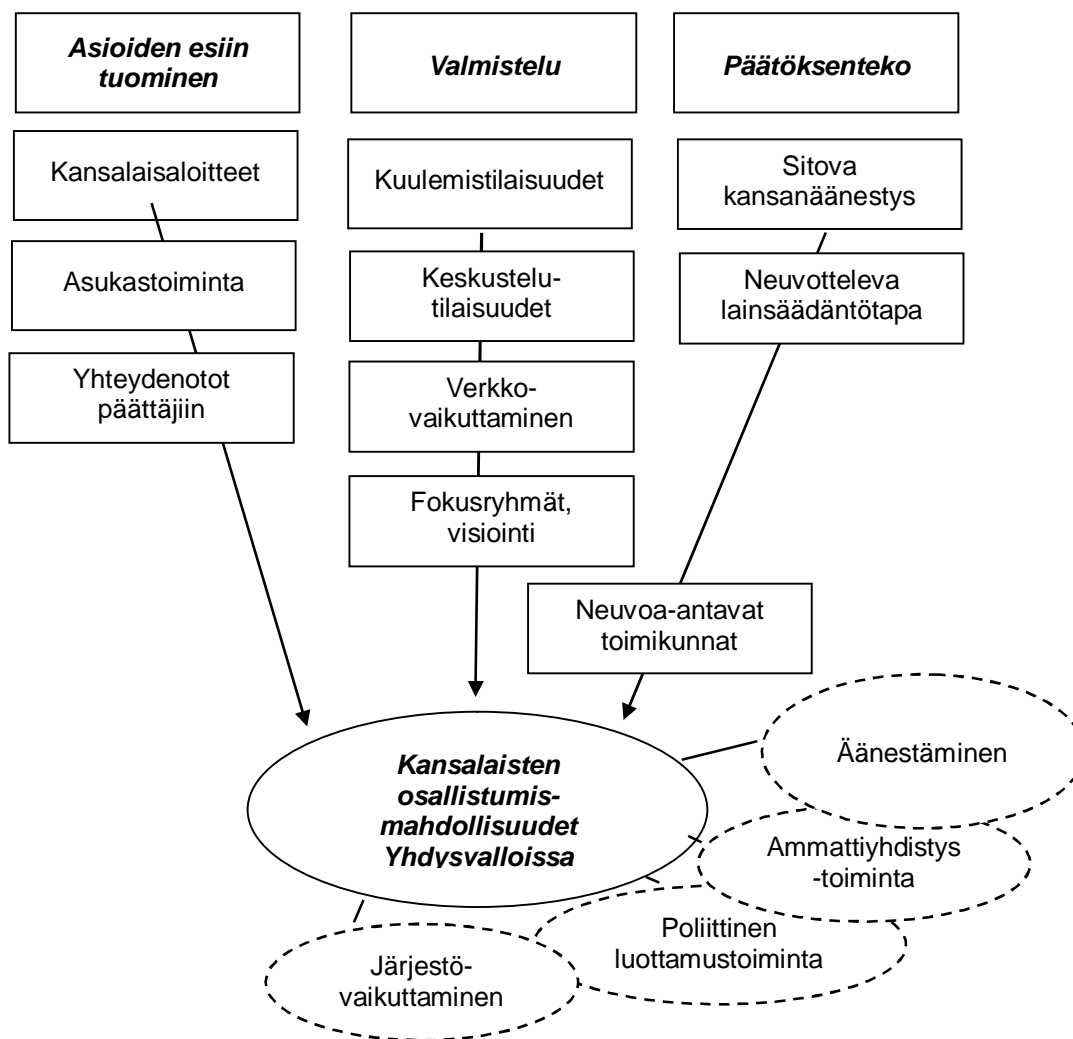 Asioiden esiin
tuominen
Valmistelu
Päätöksenteko
Kansalaisaloitteet
Asukastoiminta
Yhteydenotot
päättäjiin
Kuulemistilaisuudet
Keskustelu-
tilaisuudet
Verkko-
vaikuttaminen
Fokusryhmät,
visiointi
Sitova
kansanäänestys
Neuvotteleva
lainsäädäntötapa
Neuvoa-antavat
toimikunnat
Kansalaisten
osallistumis-
mahdollisuudet
Yhdysvalloissa
Äänestäminen
Ammattiyhdistys
-toiminta
Poliittinen
luottamustoiminta
Järjestö-
vaikuttaminen